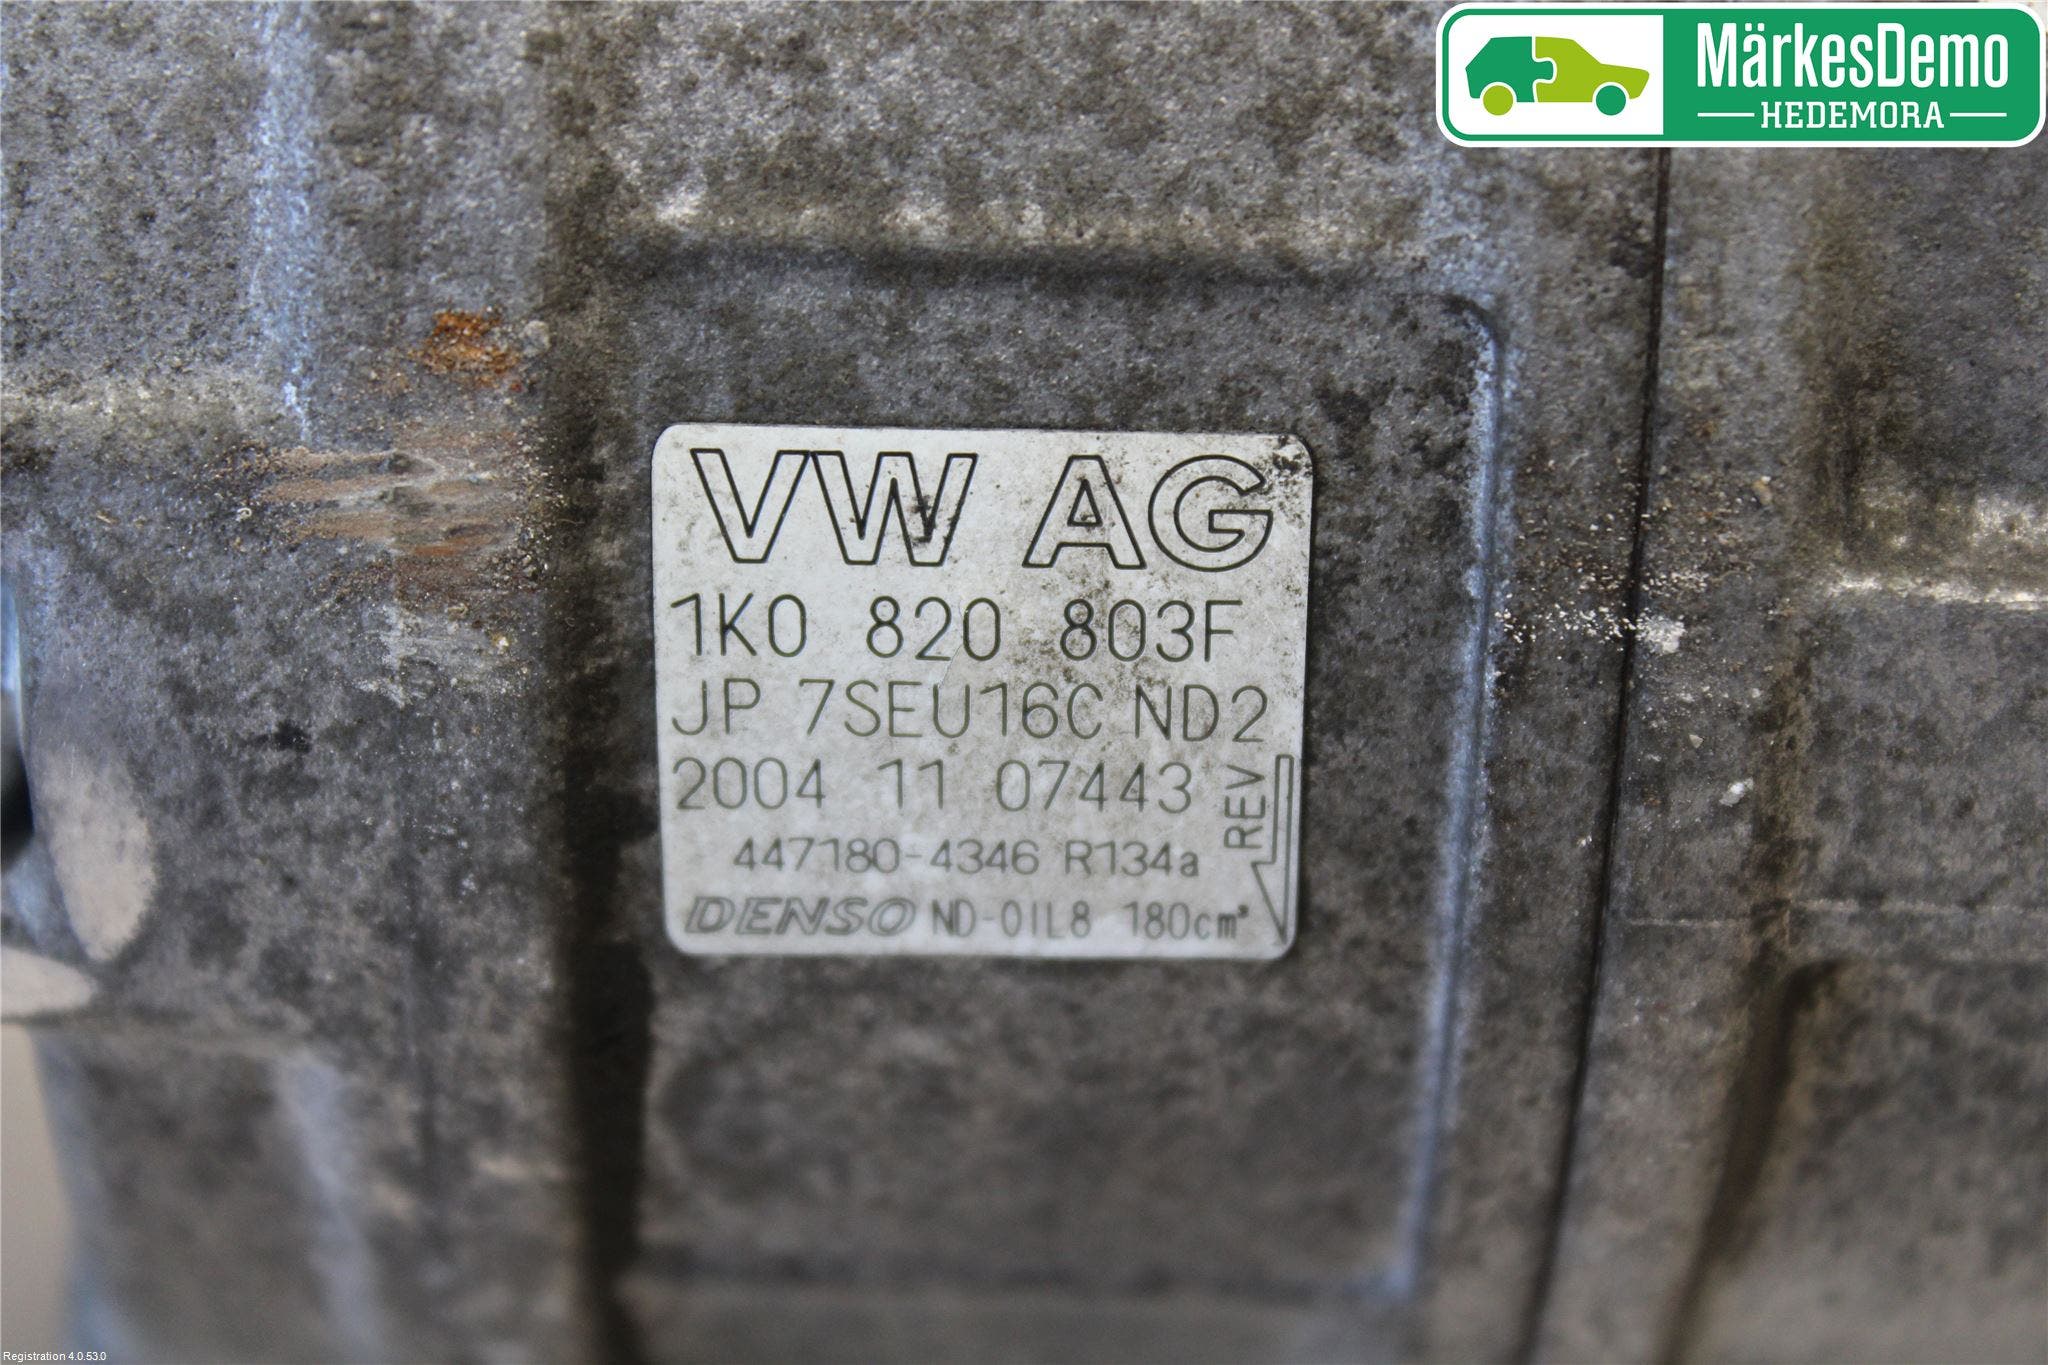 MärkesDemo
HEDEMORA
VW AG
1K0 820 803F
JP 7SEU16C ND2
2004 11 07443
REV
447180-4346 R134a
DENSO ND-OIL8 180cm³
Registration 4.0.53.0